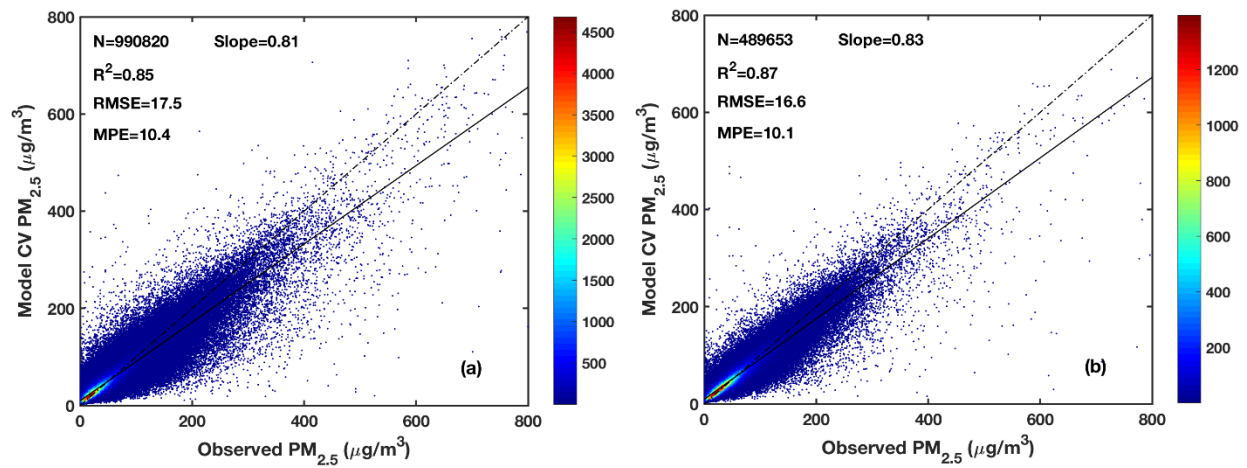 N=990820 Slope=0.81
R²=0.85
RMSE=17.5
MPE=10.4
800
600
400
200
0
Model CV PM₂.₅ (μg/m³)
0 200 400 600 800
Observed PM₂.₅ (μg/m³)
(a)
4500
4000
3500
3000
2500
2000
1500
1000
500
N=489653 Slope=0.83
R²=0.87
RMSE=16.6
MPE=10.1
800
600
400
200
0
Model CV PM₂.₅ (μg/m³)
0 200 400 600 800
Observed PM₂.₅ (μg/m³)
(b)
1200
1000
800
600
400
200